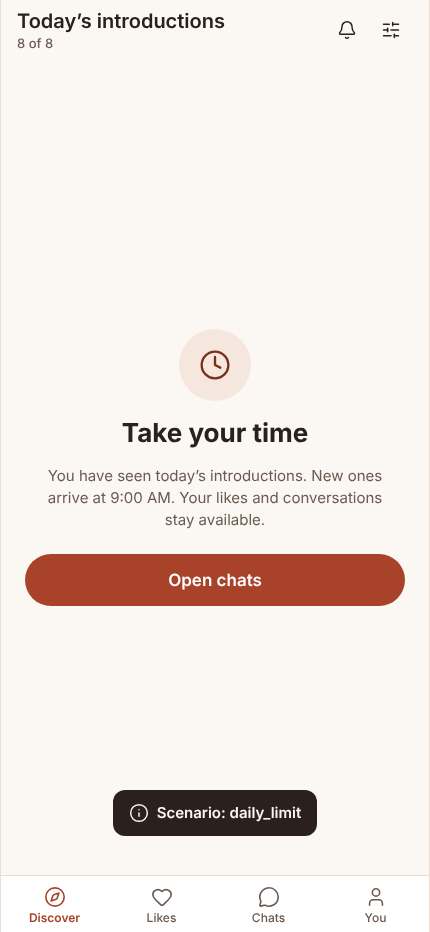 Today’s introductions
8 of 8
Take your time
You have seen today’s introductions. New ones
arrive at 9:00 AM. Your likes and conversations
stay available.
Open chats
Scenario: daily_limit
Discover
Likes
Chats
You